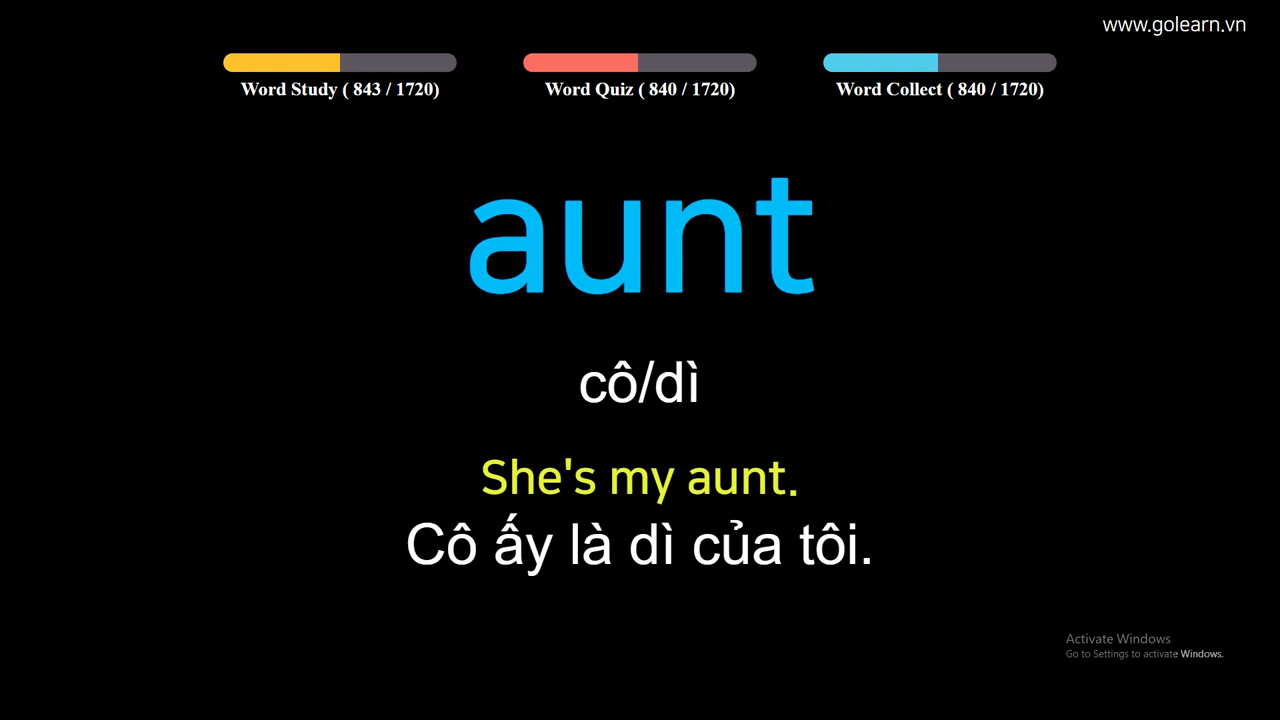 www.golearn.vn
Word Study ( 843 / 1720)
Word Quiz ( 840 / 1720)
Word Collect ( 840 / 1720)
aunt
cô/dì
She's my aunt.
Cô ấy là dì của tôi.
Activate Windows
Go to Settings to activate Windows.